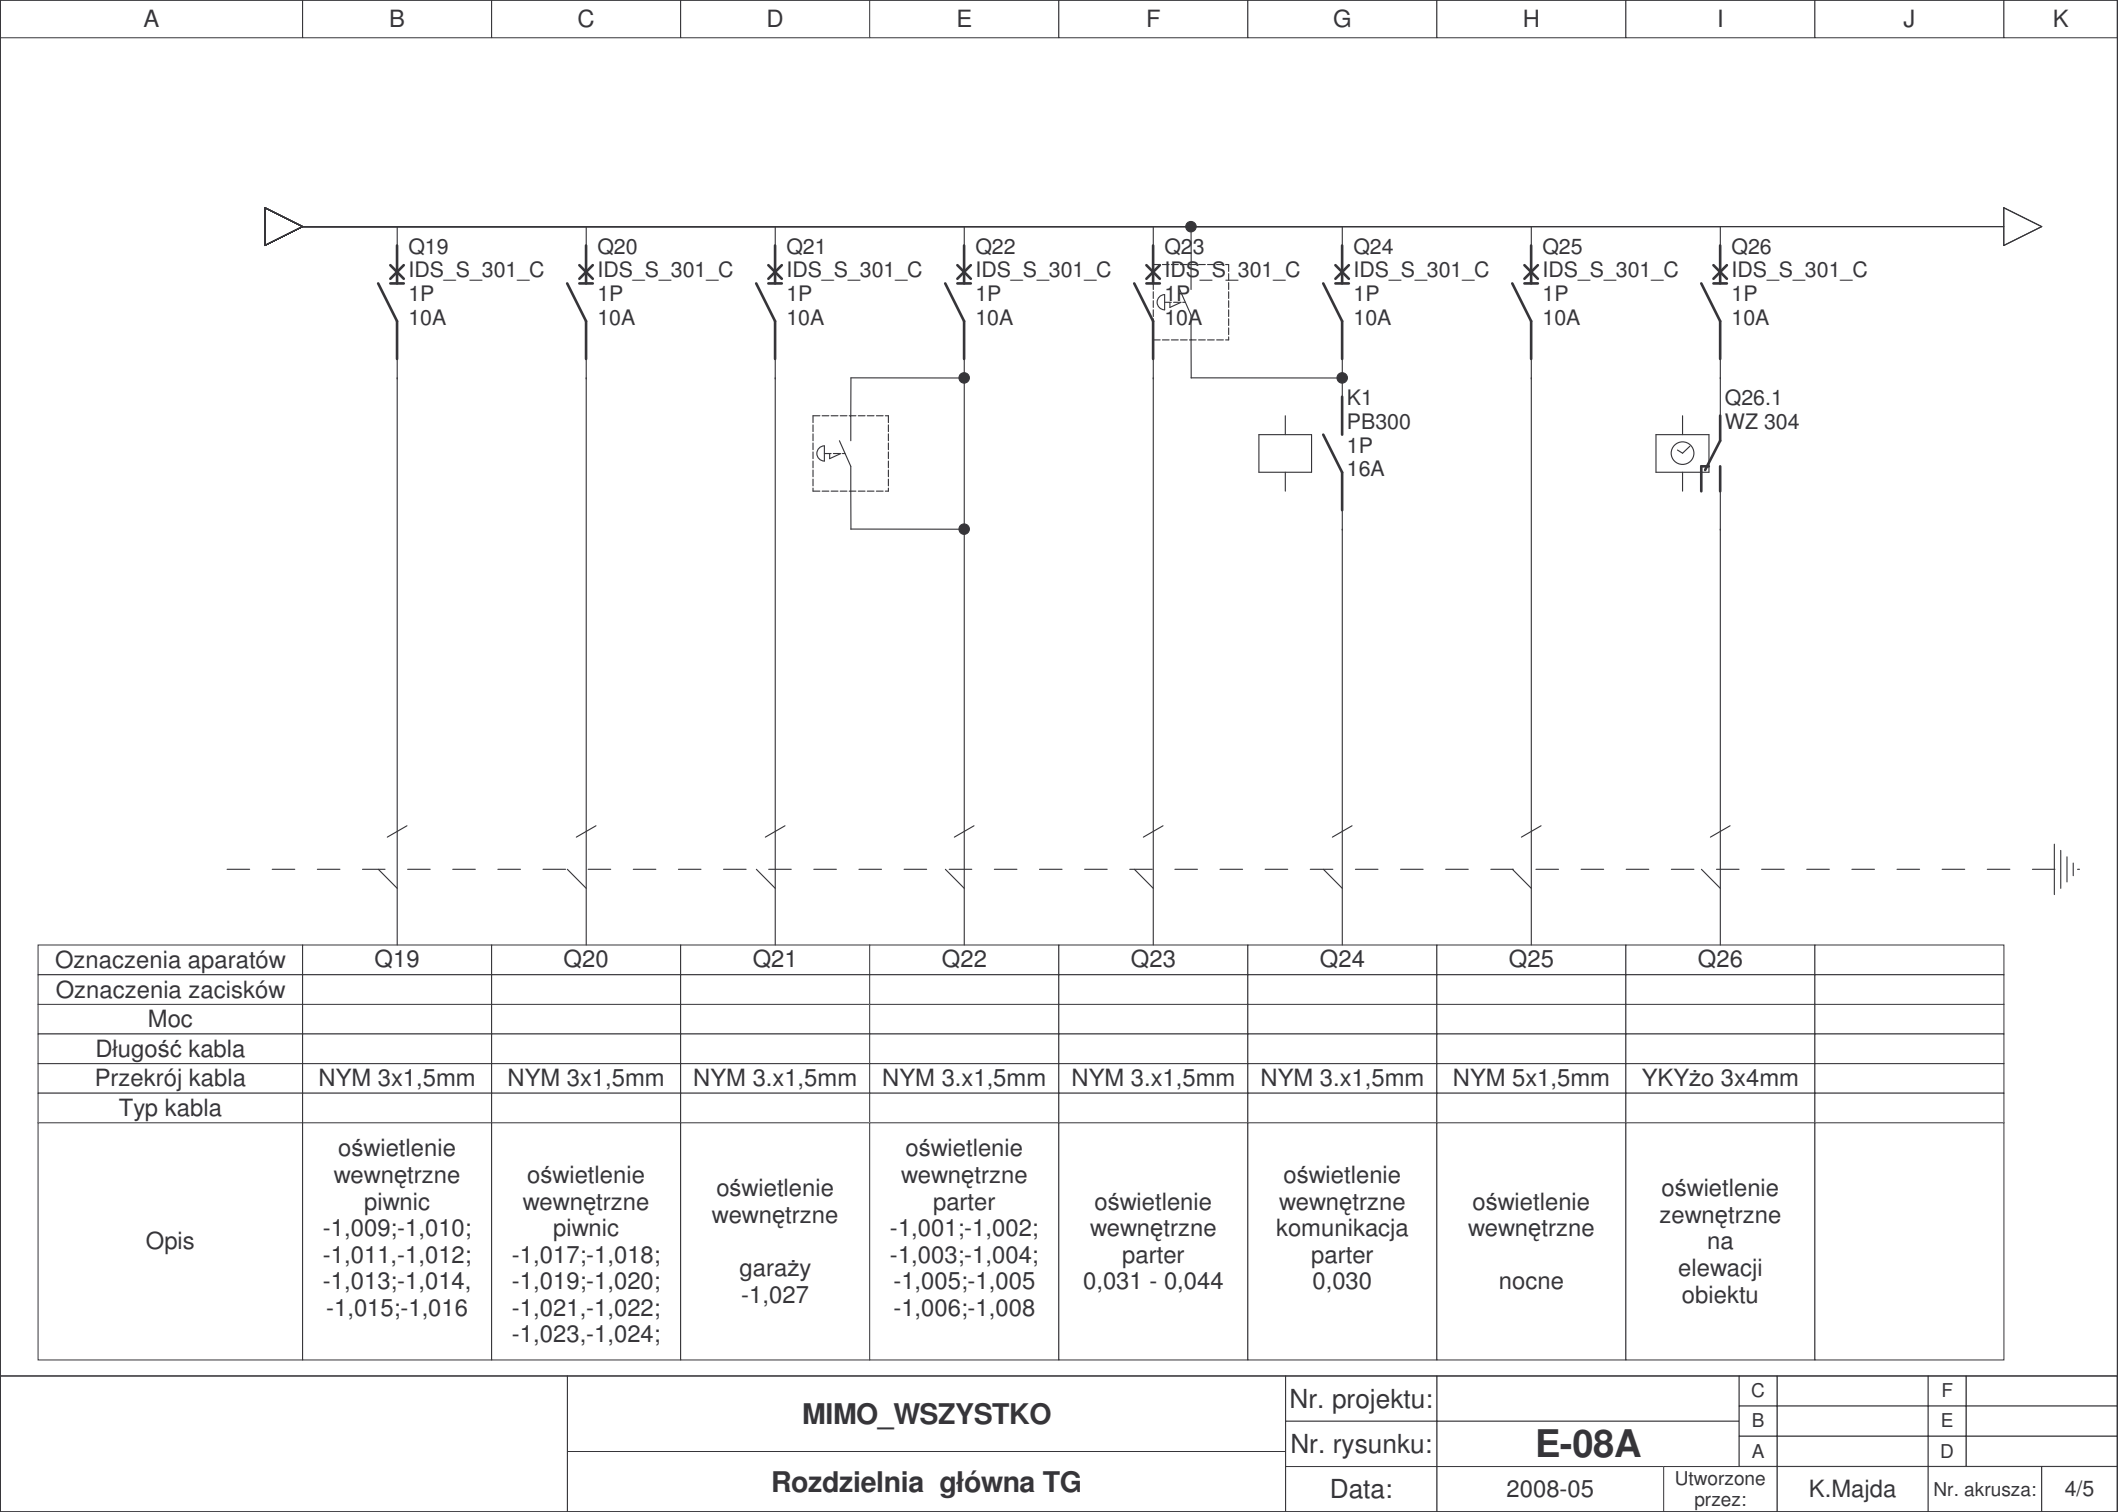 A B C D E F G H I J K
Q19 Q20 Q21 Q22 Q23 Q24 Q25 Q26
IDS_S_301_C IDS_S_301_C IDS_S_301_C IDS_S_301_C IDS_S_301_C IDS_S_301_C IDS_S_301_C IDS_S_301_C
1P 1P 1P 1P 1P 1P 1P 1P
10A 10A 10A 10A 10A 10A 10A 10A
K1
PB300
1P
16A
Q26.1
WZ 304
Oznaczenia aparatów Q19 Q20 Q21 Q22 Q23 Q24 Q25 Q26
Oznaczenia zacisków
Moc
Długość kabla
Przekrój kabla NYM 3x1,5mm NYM 3x1,5mm NYM 3.x1,5mm NYM 3.x1,5mm NYM 3.x1,5mm NYM 3.x1,5mm NYM 5x1,5mm YKYżo 3x4mm
Typ kabla
Opis
oświetlenie
wewnętrzne
piwnic
-1,009;-1,010;
-1,011,-1,012;
-1,013;-1,014,
-1,015;-1,016
oświetlenie
wewnętrzne
piwnic
-1,017;-1,018;
-1,019;-1,020;
-1,021,-1,022;
-1,023,-1,024;
oświetlenie
wewnętrzne
garaży
-1,027
oświetlenie
wewnętrzne
parter
-1,001;-1,002;
-1,003;-1,004;
-1,005;-1,005
-1,006;-1,008
oświetlenie
wewnętrzne
parter
0,031 - 0,044
oświetlenie
wewnętrzne
komunikacja
parter
0,030
oświetlenie
wewnętrzne
nocne
oświetlenie
zewnętrzne
na
elewacji
obiektu
MIMO_WSZYSTKO
Rozdzielnia główna TG
Nr. projektu:
Nr. rysunku: E-08A
C F
B E
A D
Data: 2008-05
Utworzone
przez:
K.Majda
Nr. akrusza: 4/5